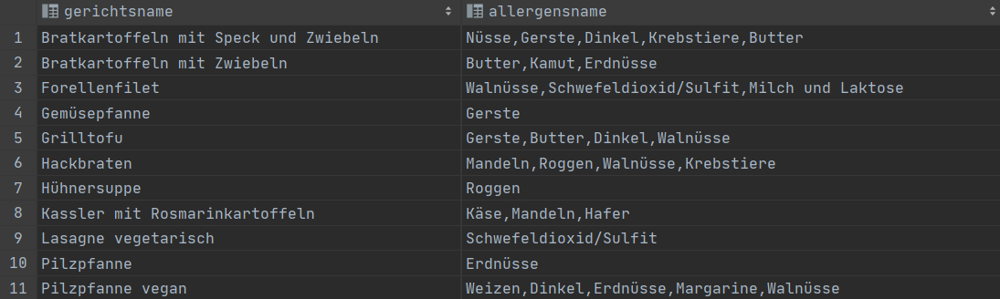 gerichtsname allergensname
1 Bratkartoffeln mit Speck und Zwiebeln Nüsse,Gerste,Dinkel,Krebstiere,Butter
2 Bratkartoffeln mit Zwiebeln Butter,Kamut,Erdnüsse
3 Forellenfilet Walnüsse,Schwefeldioxid/Sulfit,Milch und Laktose
4 Gemüsepfanne Gerste
5 Grilltofu Gerste,Butter,Dinkel,Walnüsse
6 Hackbraten Mandeln,Roggen,Walnüsse,Krebstiere
7 Hühnersuppe Roggen
8 Kassler mit Rosmarinkartoffeln Käse,Mandeln,Hafer
9 Lasagne vegetarisch Schwefeldioxid/Sulfit
10 Pilzpfanne Erdnüsse
11 Pilzpfanne vegan Weizen,Dinkel,Erdnüsse,Margarine,Walnüsse